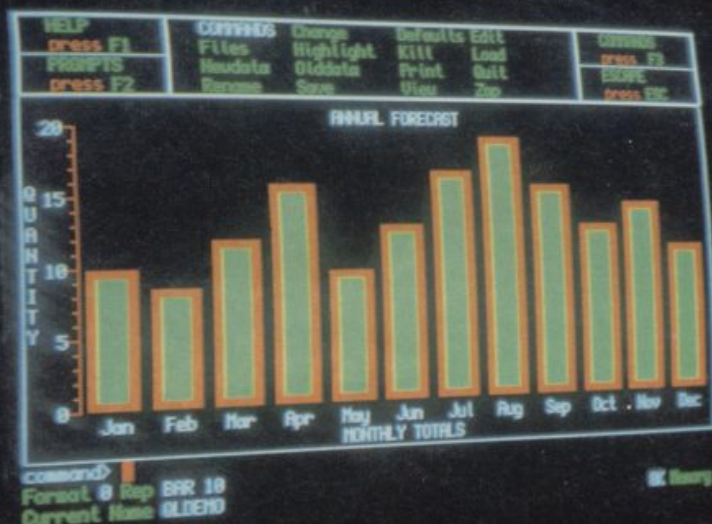 HELP
press F1
PROMPTS
press F2
COMMANDS Change Defaults Edit
Files Highlight Kill Load
Newdata Olddata Print Quit
Rename Save View Zap
COMMANDS
press F3
ESCAPE
press ESC
ANNUAL FORECAST
20
15
10
5
0
QUANTITY
Jan Feb Mar Apr May Jun Jul Aug Sep Oct Nov Dec
MONTHLY TOTALS
command>
Format 0 Rep BAR 10
Current Name OLDEMO
Memory